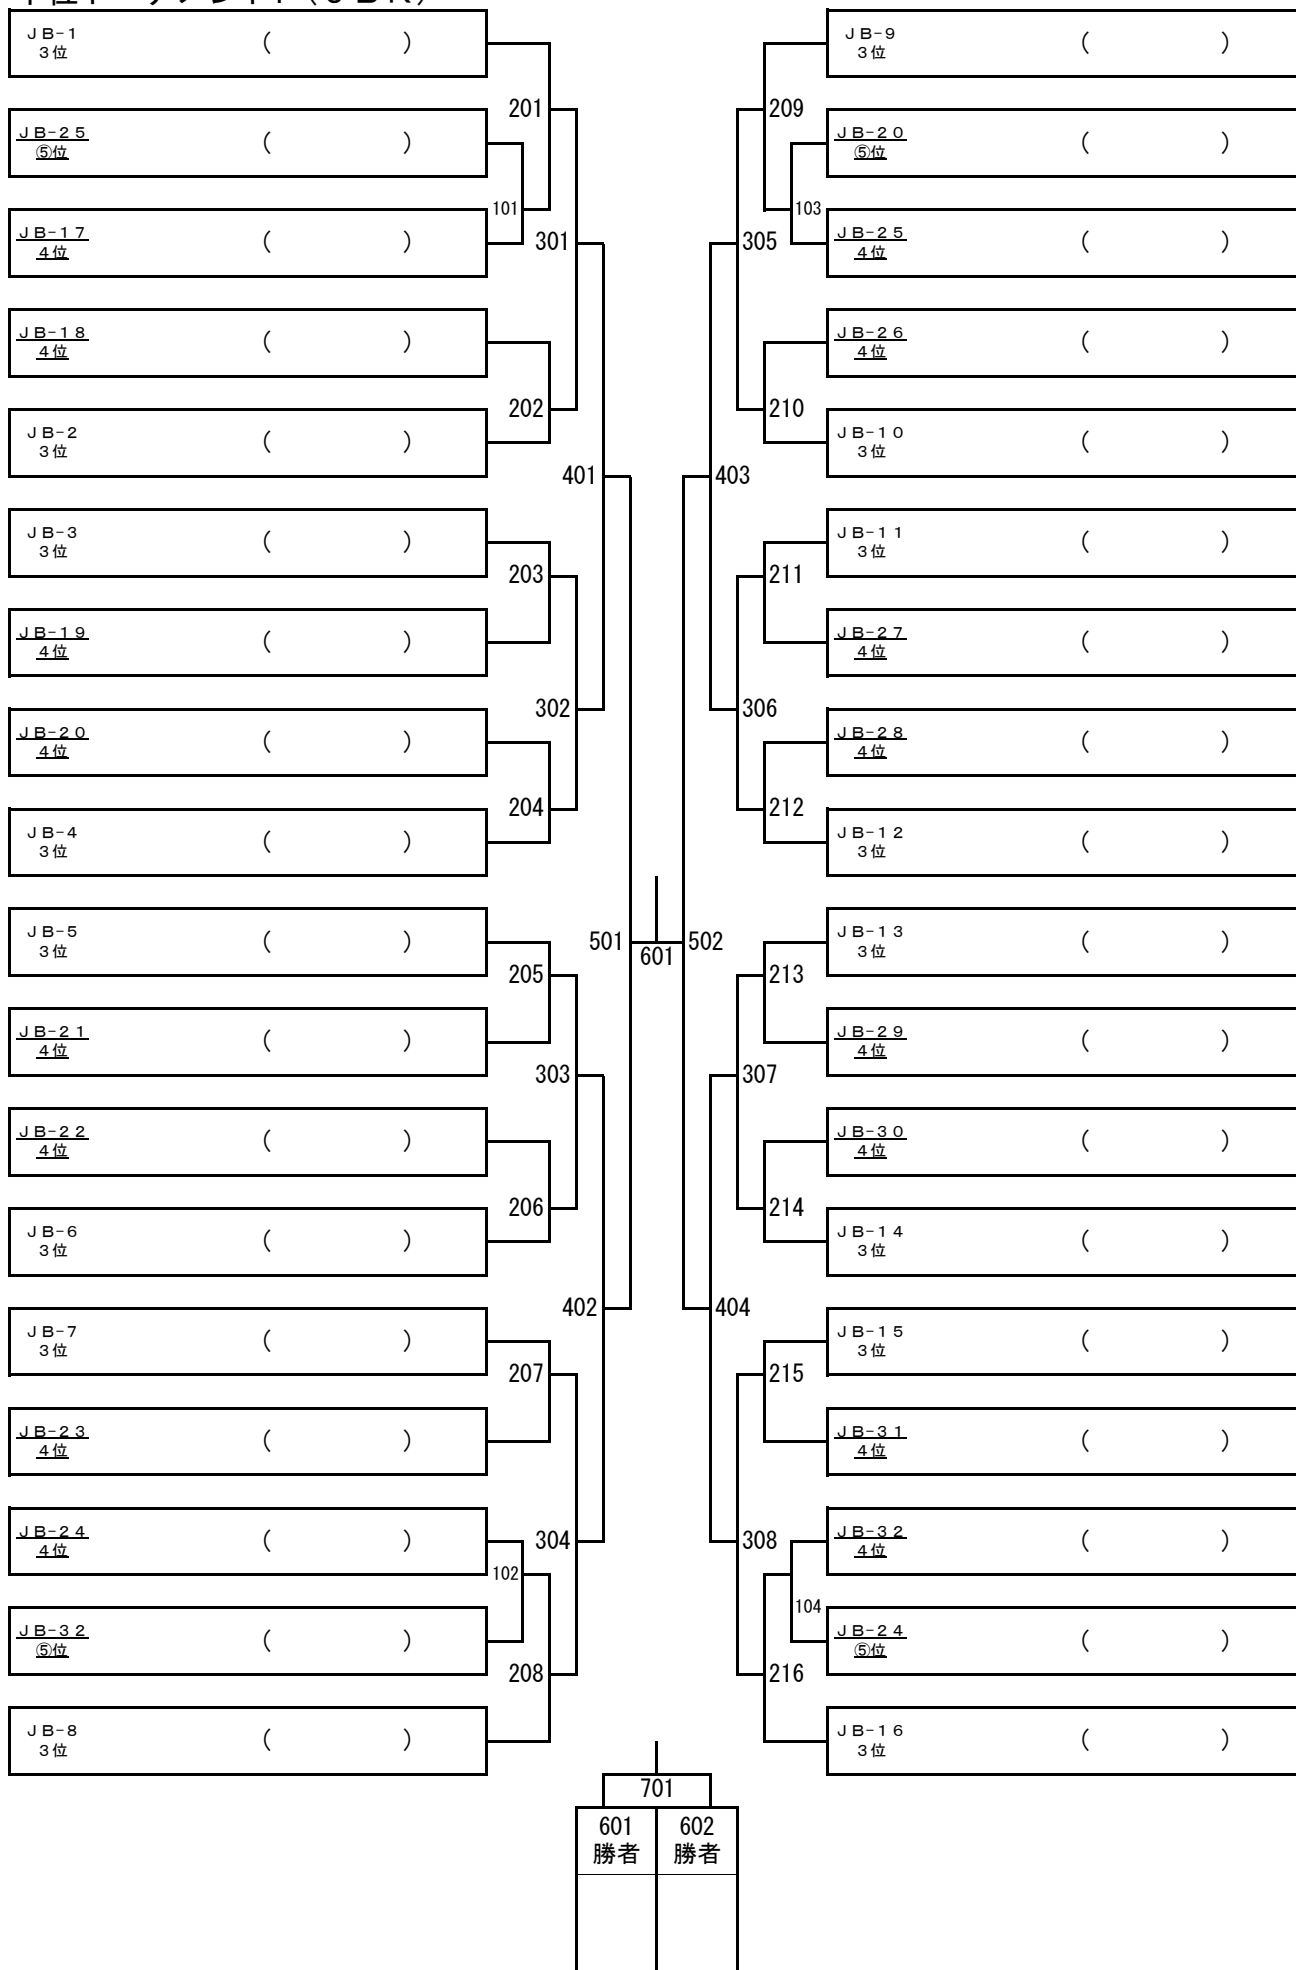 JB-1 ( )
3位
JB-25 ( )
⑤位
JB-17 ( )
4位
JB-18 ( )
4位
JB-2 ( )
3位
JB-3 ( )
3位
JB-19 ( )
4位
JB-20 ( )
4位
JB-4 ( )
3位
JB-5 ( )
3位
JB-21 ( )
4位
JB-22 ( )
4位
JB-6 ( )
3位
JB-7 ( )
3位
JB-23 ( )
4位
JB-24 ( )
4位
JB-32 ( )
⑤位
JB-8 ( )
3位
201
101
301
202
401
203
302
204
501
205
303
206
402
207
304
102
208
601
JB-9 ( )
3位
JB-20 ( )
⑤位
JB-25 ( )
4位
JB-26 ( )
4位
JB-10 ( )
3位
JB-11 ( )
3位
JB-27 ( )
4位
JB-28 ( )
4位
JB-12 ( )
3位
JB-13 ( )
3位
JB-29 ( )
4位
JB-30 ( )
4位
JB-14 ( )
3位
JB-15 ( )
3位
JB-31 ( )
4位
JB-32 ( )
4位
JB-24 ( )
⑤位
JB-16 ( )
3位
209
103
305
210
403
211
306
212
502
213
307
214
404
215
308
104
216
701
601 602
勝者 勝者